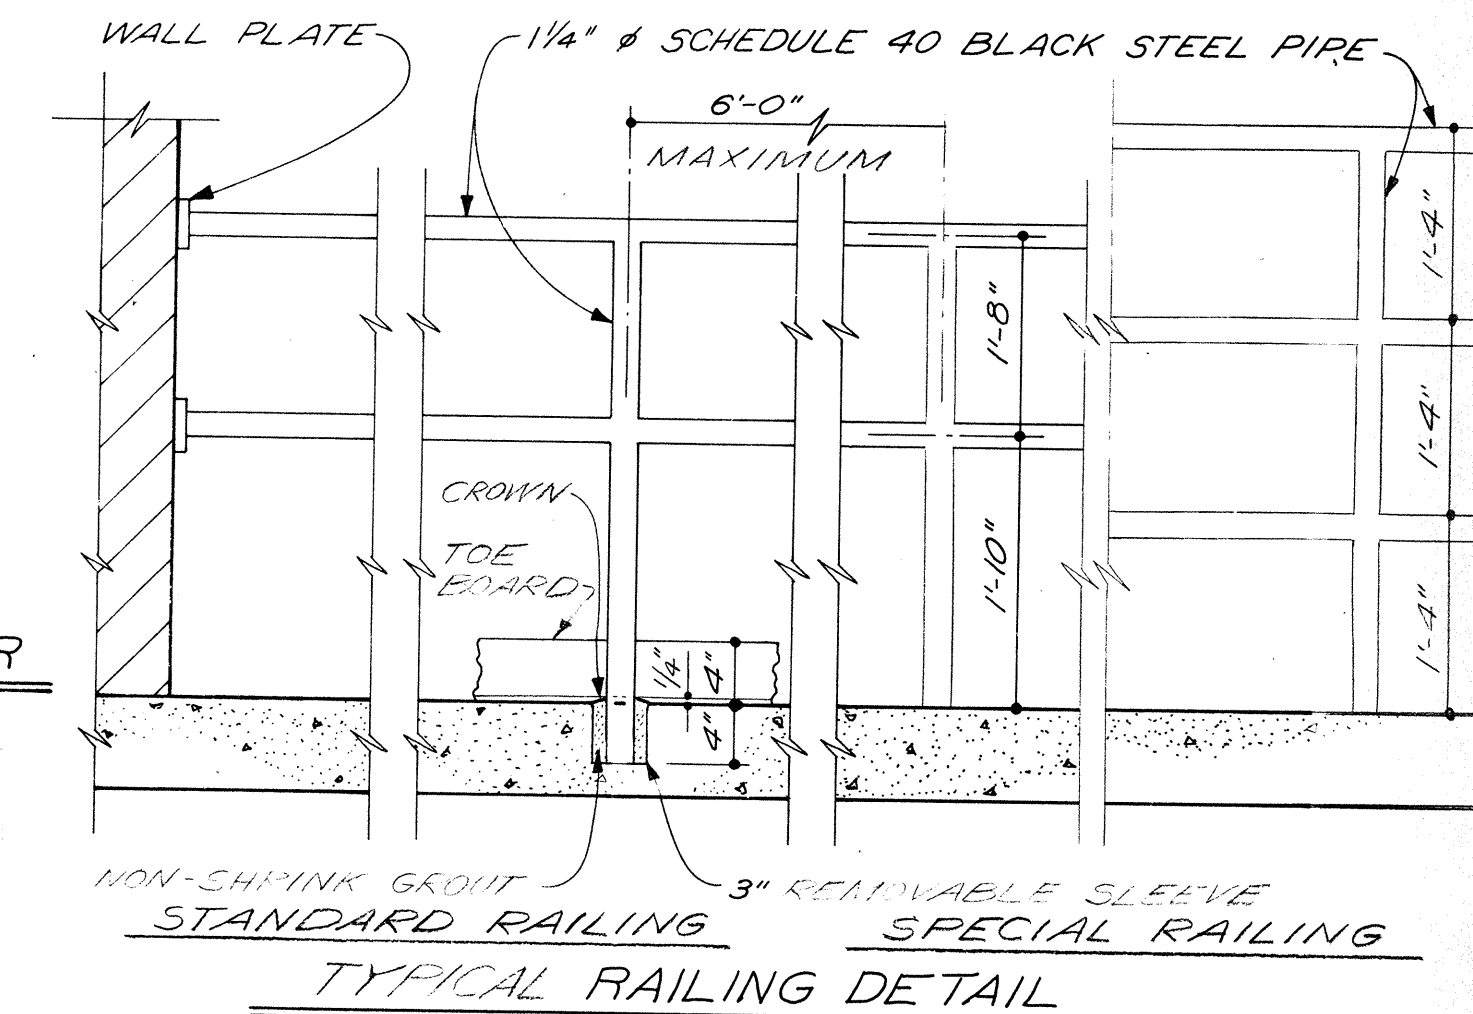 WALL PLATE
1¼" ø SCHEDULE 40 BLACK STEEL PIPE
6'-0"
MAXIMUM
1'-4"
1'-8"
1'-4"
CROWN
TOE
BOARD
1'-10"
1'-4"
1/4"
4"
4"
R
NON-SHRINK GROUT
3" REMOVABLE SLEEVE
STANDARD RAILING
SPECIAL RAILING
TYPICAL RAILING DETAIL